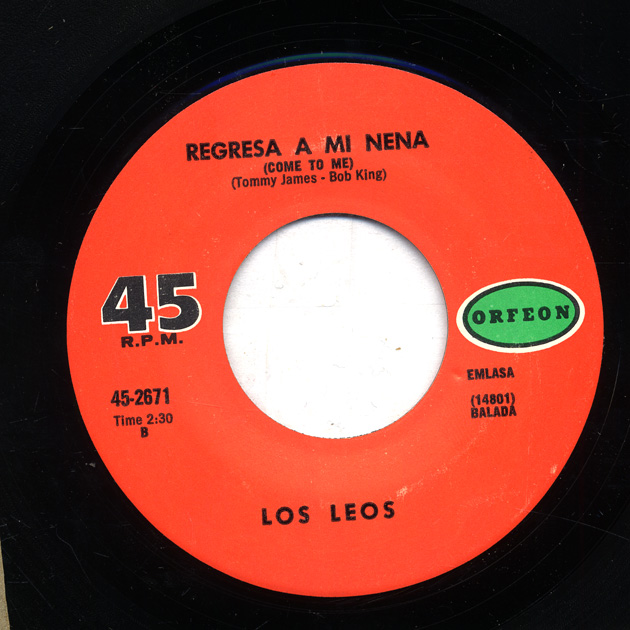 REGRESA A MI NENA
(COME TO ME)
(Tommy James - Bob King)
45
R.P.M.
ORFEON
45-2671
Time 2:30
B
EMLASA
(14801)
BALADA
LOS LEOS